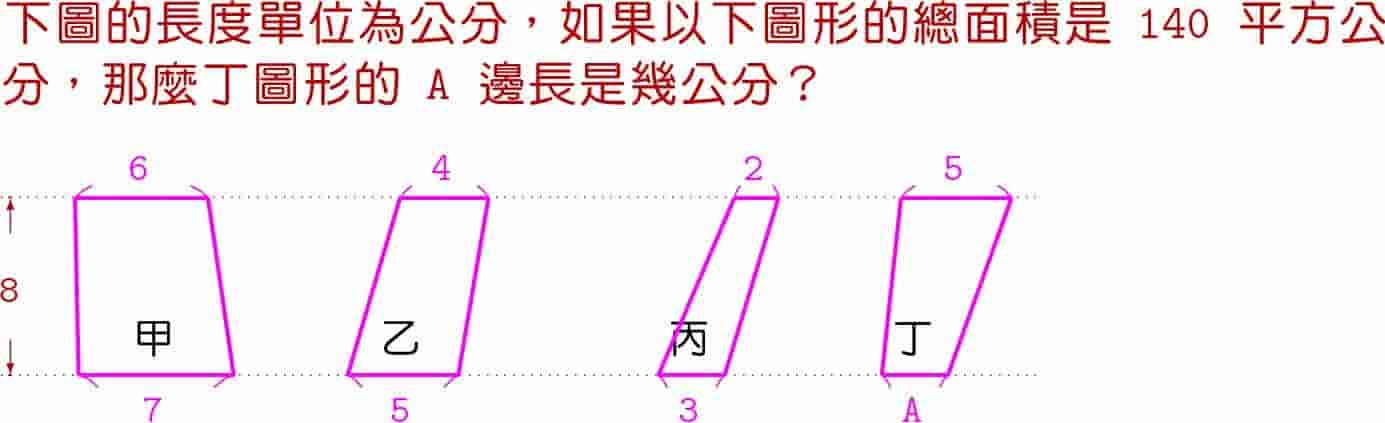 下圖的長度單位為公分，如果以下圖形的總面積是 140 平方公
分，那麼丁圖形的 A 邊長是幾公分？
6 4 2 5
8
甲 乙 丙 丁
7 5 3 A